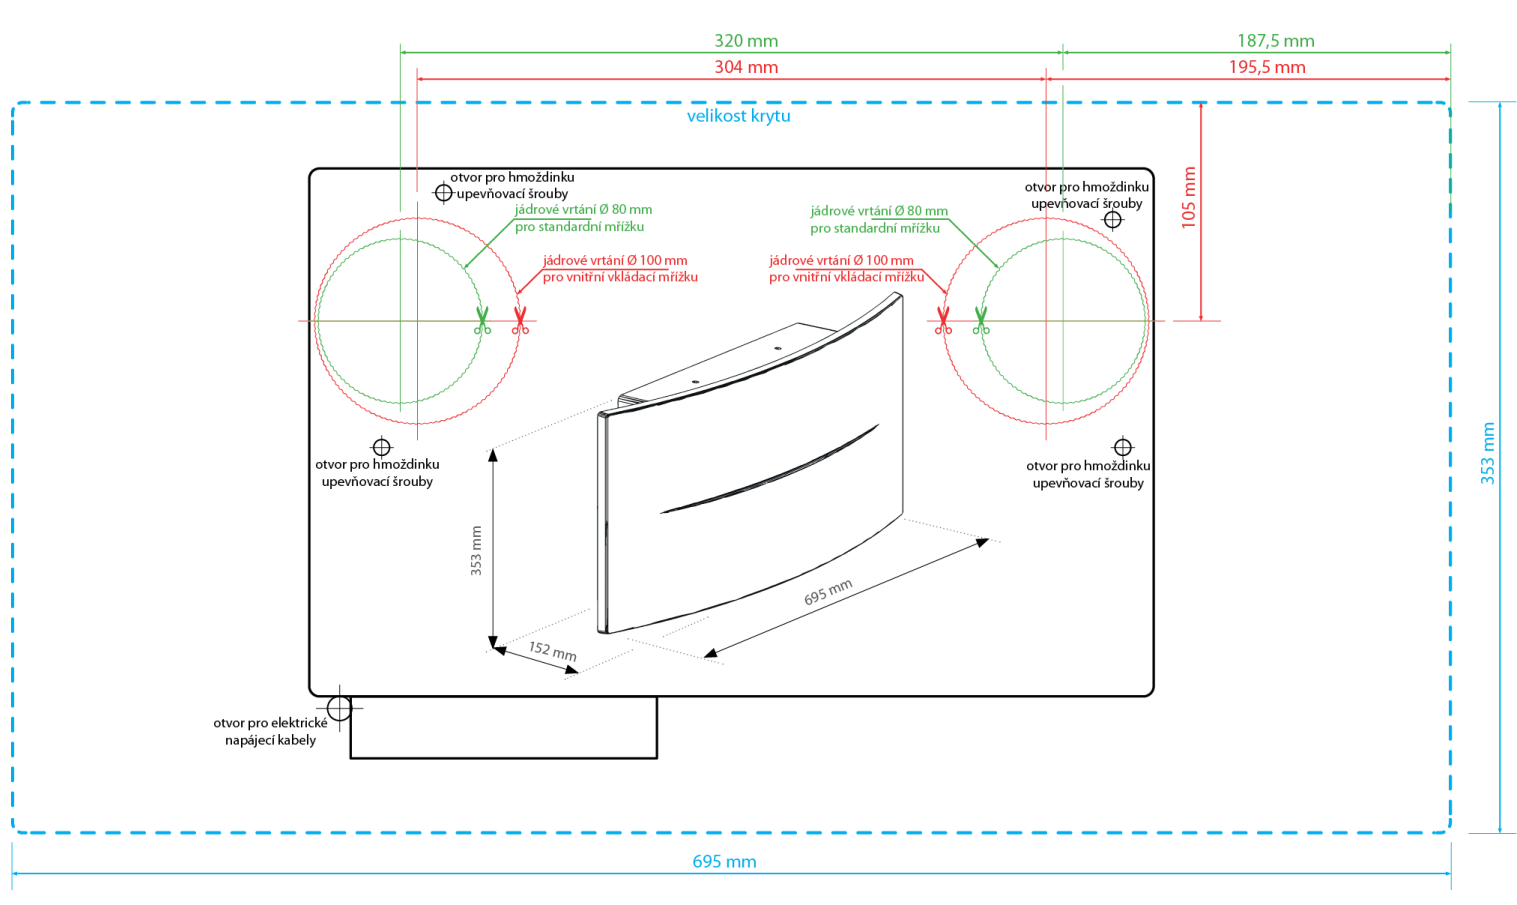 320 mm
187,5 mm
304 mm
195,5 mm
velikost krytu
otvor pro hmoždinku
upevňovací šrouby
otvor pro hmoždinku
upevňovací šrouby
105 mm
jádrové vrtání Ø 80 mm
pro standardní mřížku
jádrové vrtání Ø 80 mm
pro standardní mřížku
jádrové vrtání Ø 100 mm
pro vnitřní vkládací mřížku
jádrové vrtání Ø 100 mm
pro vnitřní vkládací mřížku
otvor pro hmoždinku
upevňovací šrouby
otvor pro hmoždinku
upevňovací šrouby
353 mm
353 mm
695 mm
152 mm
otvor pro elektrické
napájecí kabely
695 mm